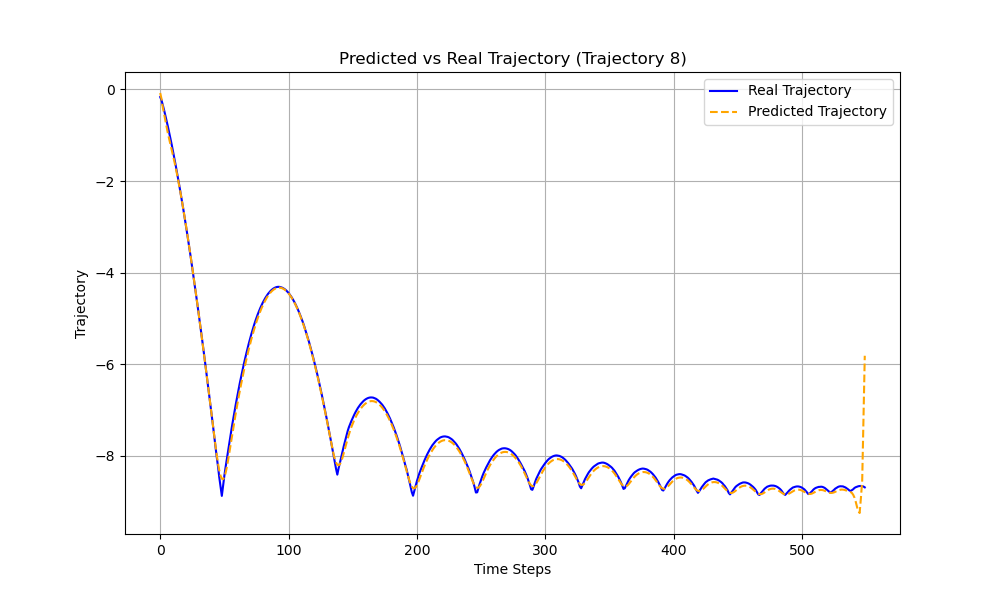 Predicted vs Real Trajectory (Trajectory 8)
Real Trajectory
Predicted Trajectory
Trajectory
0
−2
−4
−6
−8
0 100 200 300 400 500
Time Steps